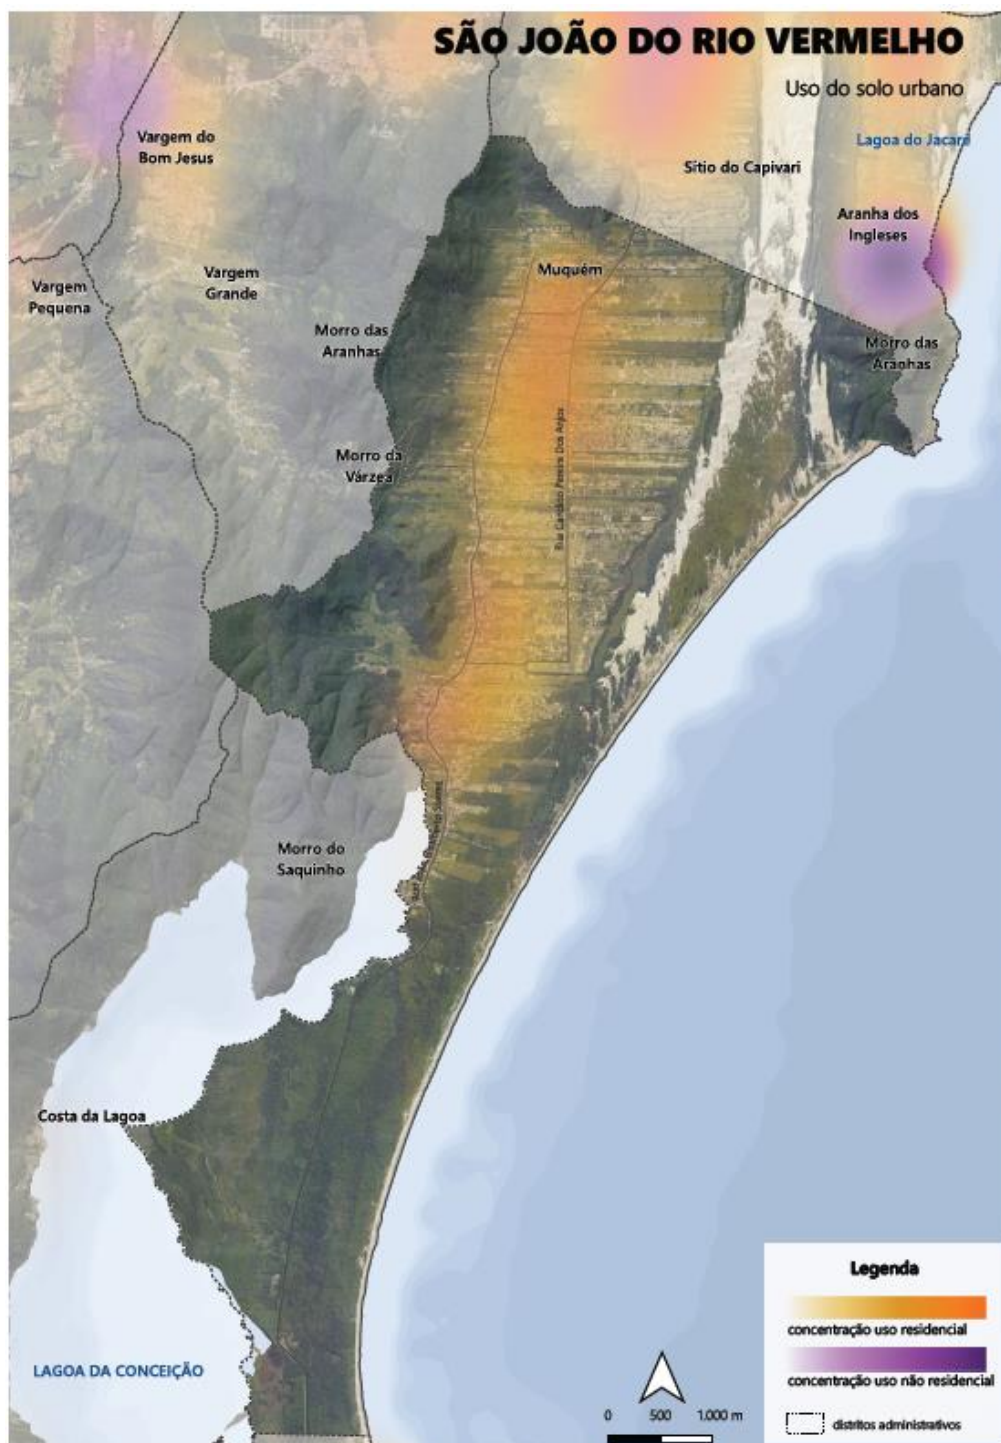 SÃO JOÃO DO RIO VERMELHO
Uso do solo urbano
Vargem do
Bom Jesus
Lagoa do Jacaré
Sítio do Capivari
Aranha dos
Ingleses
Vargem
Pequena
Vargem
Grande
Muquém
Morro das
Aranhas
Morro das
Aranhas
Morro da
Várzea
Rua Cândido Pereira Dos Anjos
Morro do
Saquinho
Costa da Lagoa
LAGOA DA CONCEIÇÃO
Legenda
concentração uso residencial
concentração uso não residencial
distritos administrativos
0 500 1.000 m